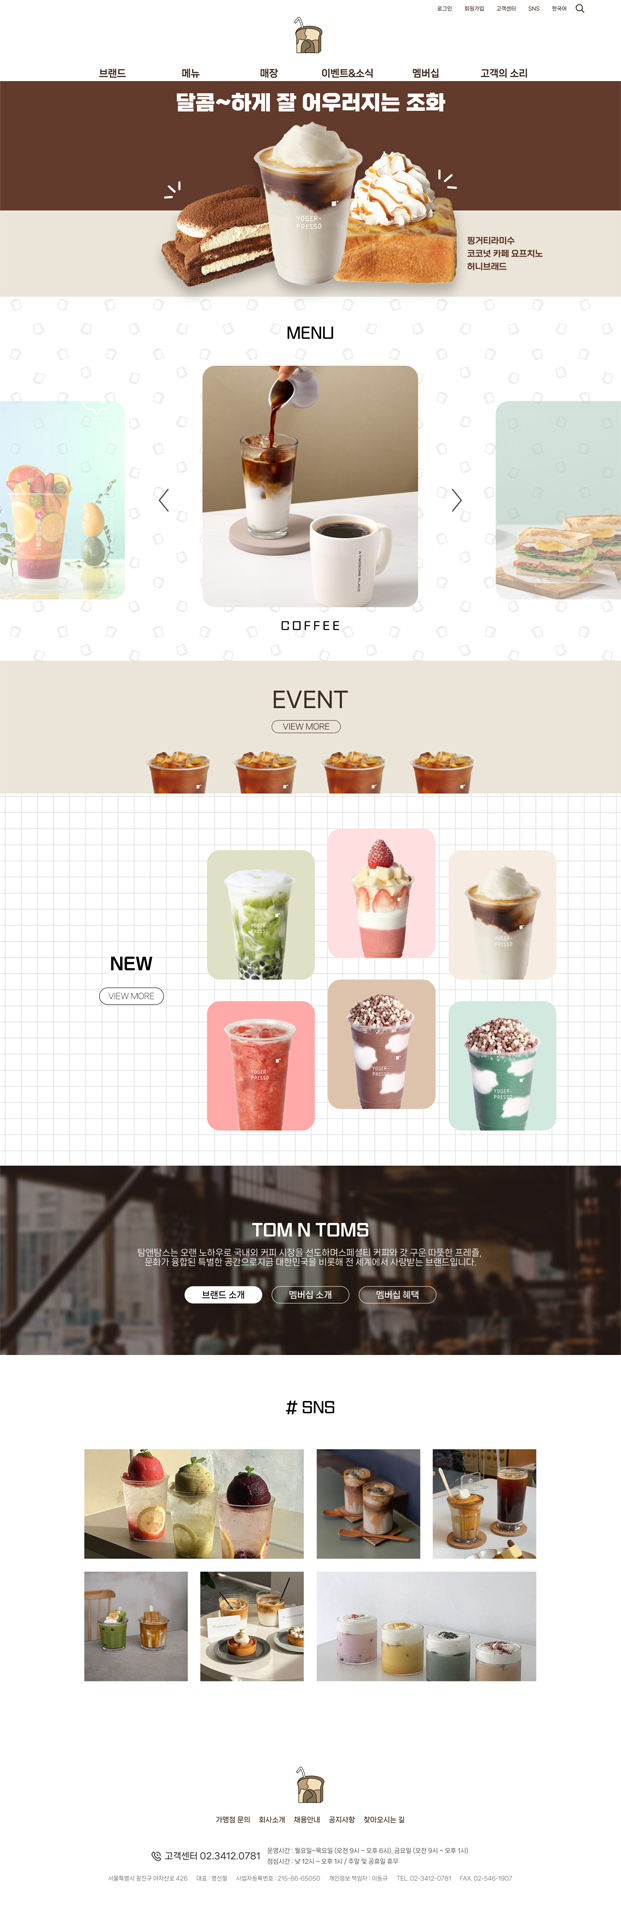 로그인 회원가입 고객센터 SNS 한국어
브랜드 메뉴 매장 이벤트&소식 멤버십 고객의 소리
달콤~하게 잘 어우러지는 조화
YOGER-
PRESSO
핑거티라미수
코코넛 카페 요프치노
허니브래드
MENU
A TWOSOME PLACE
COFFEE
EVENT
VIEW MORE
NEW
VIEW MORE
YOGER-
PRESSO
YOGER-
PRESSO
YOGER-
PRESSO
YOGER-
PRESSO
YOGER-
PRESSO
TOM N TOMS
탐앤탐스는 오랜 노하우로 국내외 커피 시장을 선도하며스페셜티 커피와 갓 구운 따뜻한 프레즐,
문화가 융합된 특별한 공간으로지금 대한민국을 비롯해 전 세계에서 사랑받는 브랜드입니다.
브랜드 소개 멤버십 소개 멤버십 혜택
# SNS
가맹점 문의 회사소개 채용안내 공지사항 찾아오시는 길
고객센터 02.3412.0781
운영시간 : 월요일~목요일 (오전 9시 ~ 오후 6시), 금요일 (오전 9시 ~ 오후 1시)
점심시간 : 낮 12시 ~ 오후 1시 / 주말 및 공휴일 휴무
서울특별시 광진구 아차산로 426 대표 : 명선철 사업자등록번호 : 215-86-65050 개인정보 책임자 : 이동규 TEL. 02-3412-0781 FAX. 02-546-1907